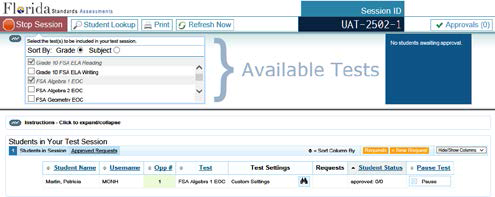 Florida Standards Assessments
Session ID
Stop Session
Student Lookup
Print
Refresh Now
UAT-2502-1
Approvals (0)
Select the test(s) to be included in your test session.
Sort By: Grade Subject
Grade 10 FSA ELA Reading
Grade 10 FSA ELA Writing
FSA Algebra 1 EOC
FSA Algebra 2 EOC
FSA Geometry EOC
Available Tests
No students awaiting approval.
Instructions - Click to expand/collapse
Students in Your Test Session
1 Students in Session Approved Requests
= Sort Column By
Requests
= New Request
Hide/Show Columns
Student Name Username Opp # Test Test Settings Requests Student Status Pause Test
Martin, Patricia MCNH 1 FSA Algebra 1 EOC Custom Settings approved: 0/0 Pause